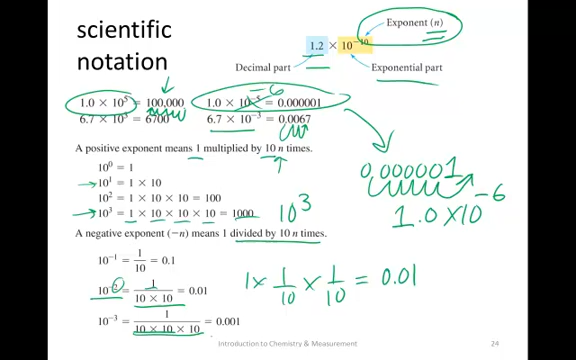 scientific
notation
Exponent (n)
1.2 × 10⁻¹⁰
Decimal part
Exponential part
-6
1.0 × 10⁵ = 100,000
1.0 × 10⁻⁵ = 0.000001
6.7 × 10³ = 6700
6.7 × 10⁻³ = 0.0067
A positive exponent means 1 multiplied by 10 n times.
10⁰ = 1
10¹ = 1 × 10
10² = 1 × 10 × 10 = 100
10³ = 1 × 10 × 10 × 10 = 1000
10³
0.000001
1.0 × 10⁻⁶
A negative exponent (−n) means 1 divided by 10 n times.
10⁻¹ = 1/10 = 0.1
10⁻² = 1/(10 × 10) = 0.01
1 × 1/10 × 1/10 = 0.01
10⁻³ = 1/(10 × 10 × 10) = 0.001
Introduction to Chemistry & Measurement
24